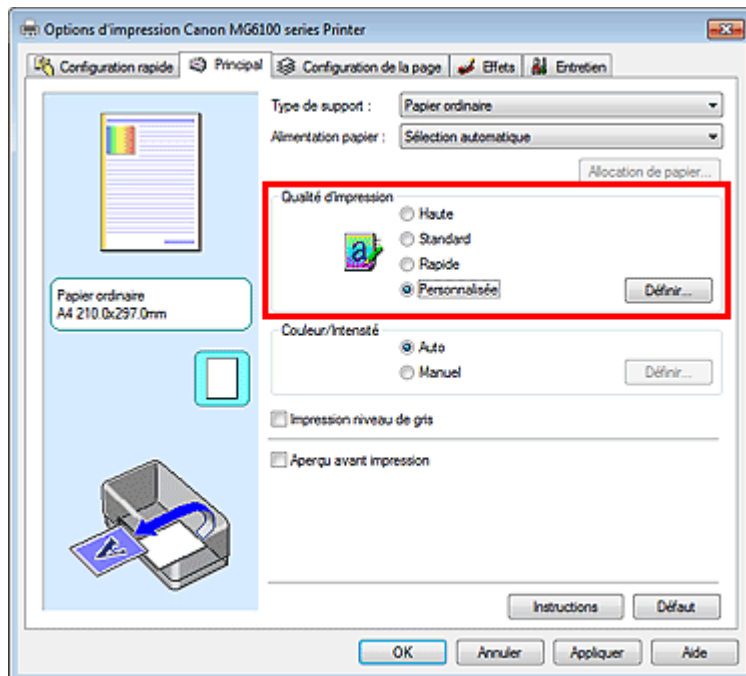 Options d'impression Canon MG6100 series Printer
Configuration rapide Principal Configuration de la page Effets Entretien
Type de support : Papier ordinaire
Alimentation papier : Sélection automatique
Allocation de papier...
Qualité d'impression
Haute
a Standard
Rapide
Personnalisée Définir...
Papier ordinaire
A4 210.0x297.0mm
Couleur/Intensité
Auto
Manuel Définir...
Impression niveau de gris
Aperçu avant impression
A
Instructions Défaut
OK Annuler Appliquer Aide